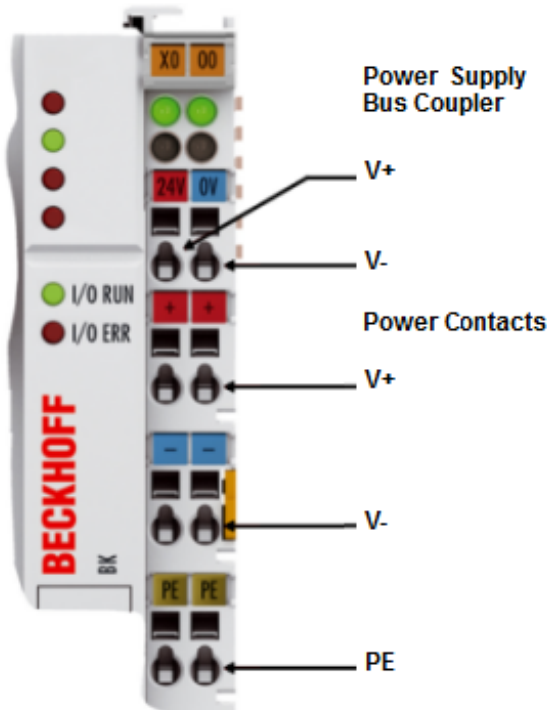 X0 00
Power Supply
Bus Coupler
V+
24V 0V
V-
I/O RUN
+ +
Power Contacts
I/O ERR
V+
BECKHOFF
BK
- -
V-
PE PE
PE